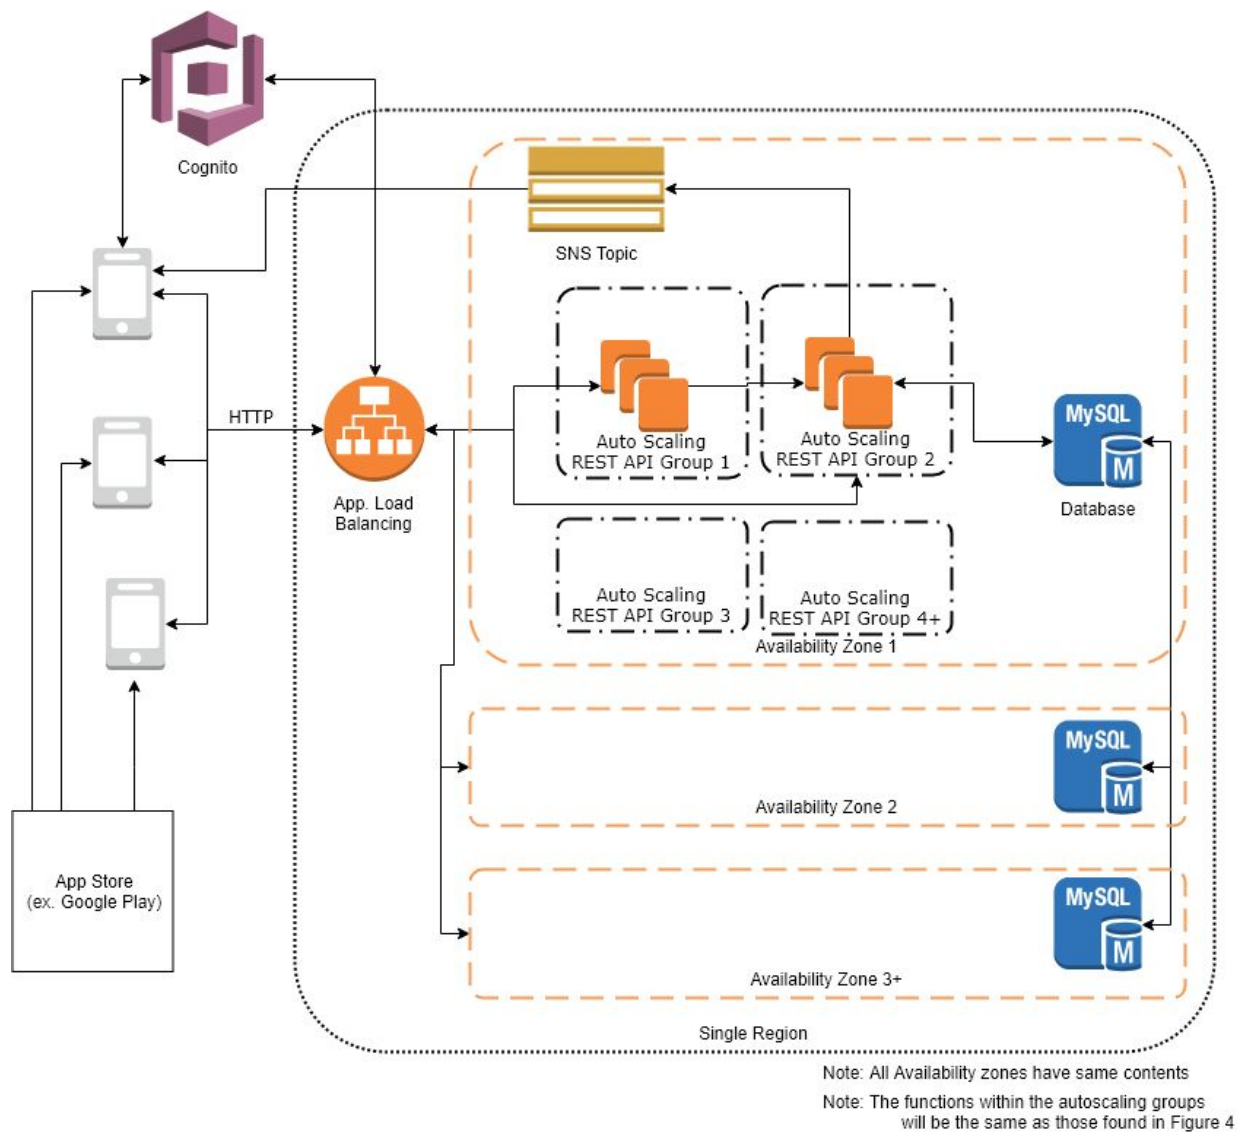 Cognito
SNS Topic
HTTP
MySQL
M
Auto Scaling
REST API Group 1
Auto Scaling
REST API Group 2
App. Load
Balancing
Database
Auto Scaling
REST API Group 3
Auto Scaling
REST API Group 4+
Availability Zone 1
MySQL
M
Availability Zone 2
App Store
(ex. Google Play)
MySQL
M
Availability Zone 3+
Single Region
Note: All Availability zones have same contents
Note: The functions within the autoscaling groups
will be the same as those found in Figure 4